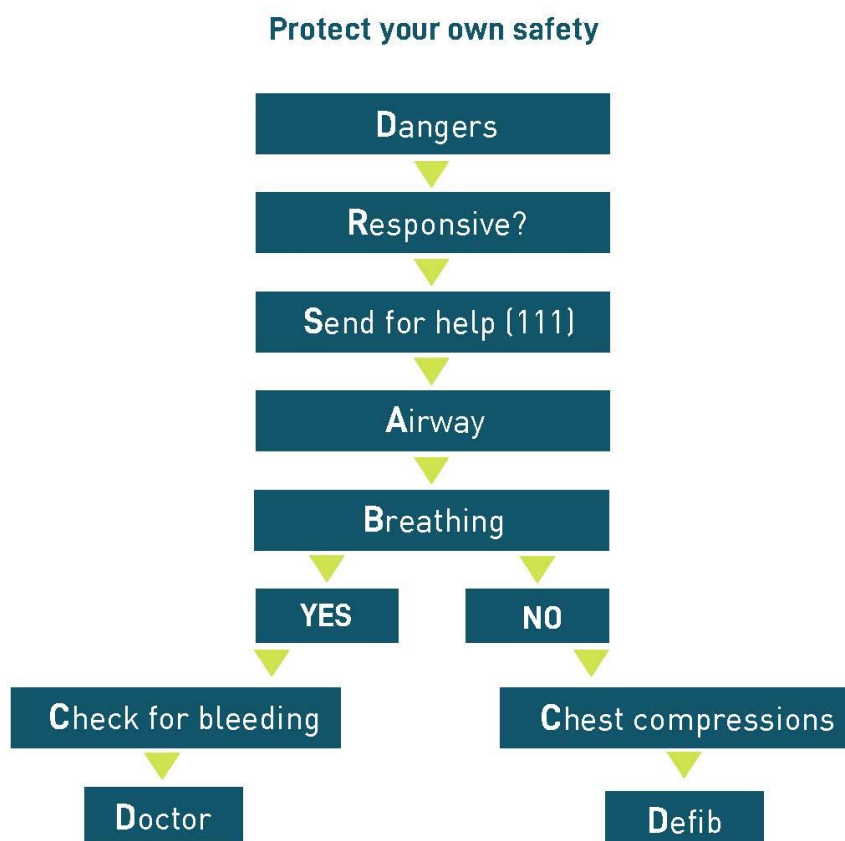 Protect your own safety
Dangers
Responsive?
Send for help (111)
Airway
Breathing
YES
NO
Check for bleeding
Chest compressions
Doctor
Defib